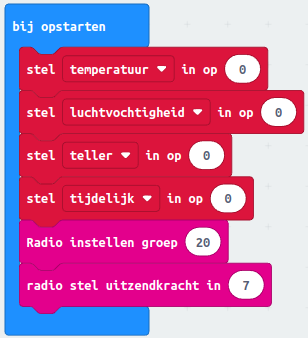 bij opstarten
stel temperatuur in op 0
stel luchtvochtigheid in op 0
stel teller in op 0
stel tijdelijk in op 0
Radio instellen groep 20
radio stel uitzendkracht in 7